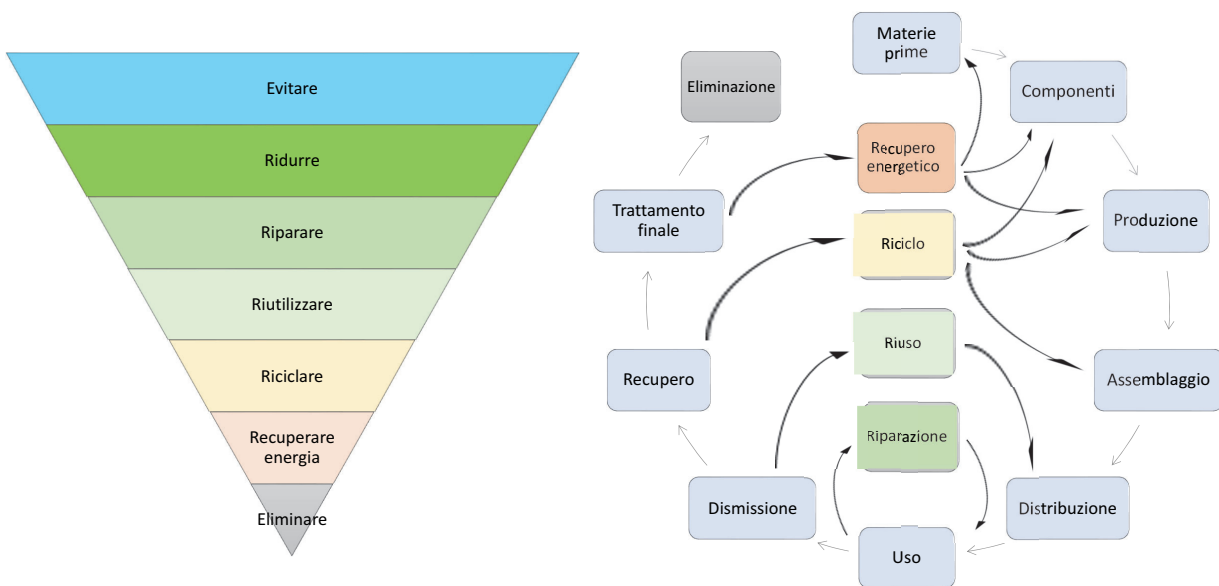 Evitare
Ridurre
Riparare
Riutilizzare
Riciclare
Recuperare
energia
Eliminare
Materie
prime
Eliminazione
Componenti
Recupero
energetico
Trattamento
finale
Produzione
Riciclo
Riuso
Recupero
Assemblaggio
Riparazione
Dismissione
Distribuzione
Uso